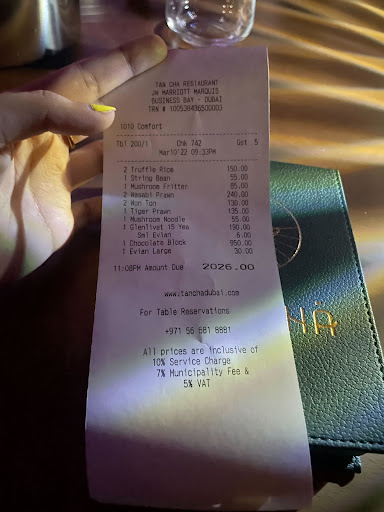 TAN CHA RESTAURANT
JW MARRIOTT MARQUIS
BUSINESS BAY - DUBAI
TRN # 100538436500003
1010 Comfort
Tbl 200/1 Chk 742 Gst 5
Mar10'22 09:33PM
2 Truffle Rice 150.00
1 String Bean 55.00
1 Mushroom Fritter 85.00
2 Wasabi Prawn 240.00
2 Won Ton 130.00
1 Tiger Prawn 135.00
1 Mushroom Noodle 55.00
1 Glenlivet 15 Yea 190.00
Sml Evian 6.00
1 Chocolate Block 950.00
1 Evian Large 30.00
11:08PM Amount Due 2026.00
www.tanchadubai.com
For Table Reservations
+971 56 681 8881
All prices are inclusive of
10% Service Charge
7% Municipality Fee &
5% VAT
HA